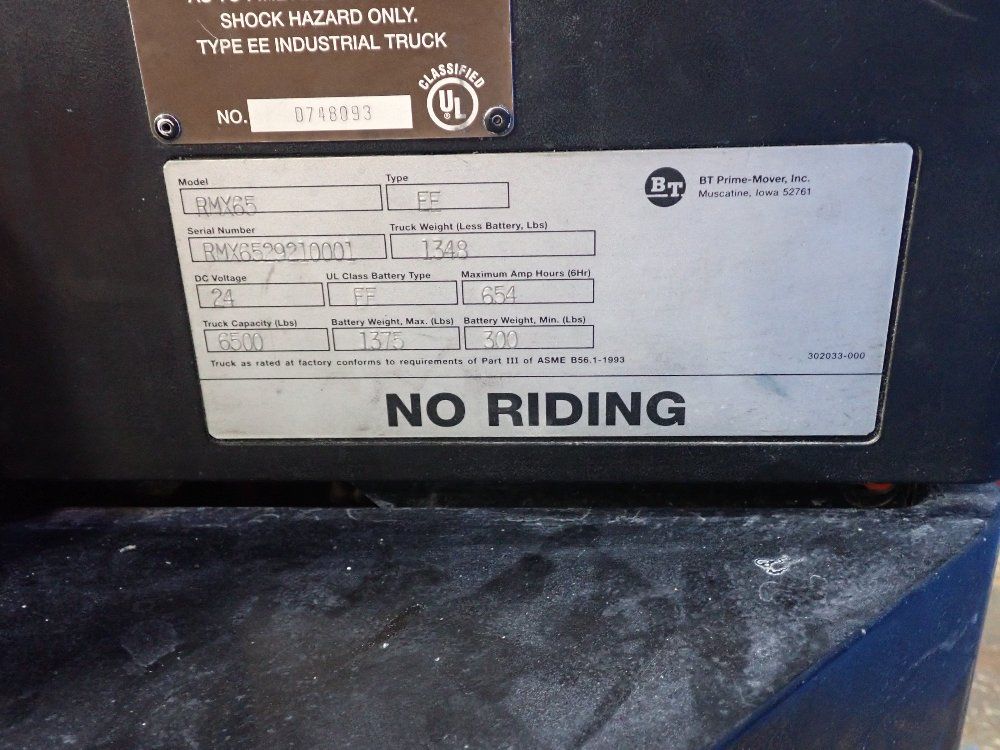 SHOCK HAZARD ONLY.
TYPE EE INDUSTRIAL TRUCK
CLASSIFIED
UL
NO. D748093
Model Type
RMX65 EE
BT BT Prime-Mover, Inc.
Muscatine, Iowa 52761
Serial Number Truck Weight (Less Battery, Lbs)
RMX6529210001 1348
DC Voltage UL Class Battery Type Maximum Amp Hours (6Hr)
24 EE 654
Truck Capacity (Lbs) Battery Weight, Max. (Lbs) Battery Weight, Min. (Lbs)
6500 1375 300
Truck as rated at factory conforms to requirements of Part III of ASME B56.1-1993
302033-000
NO RIDING